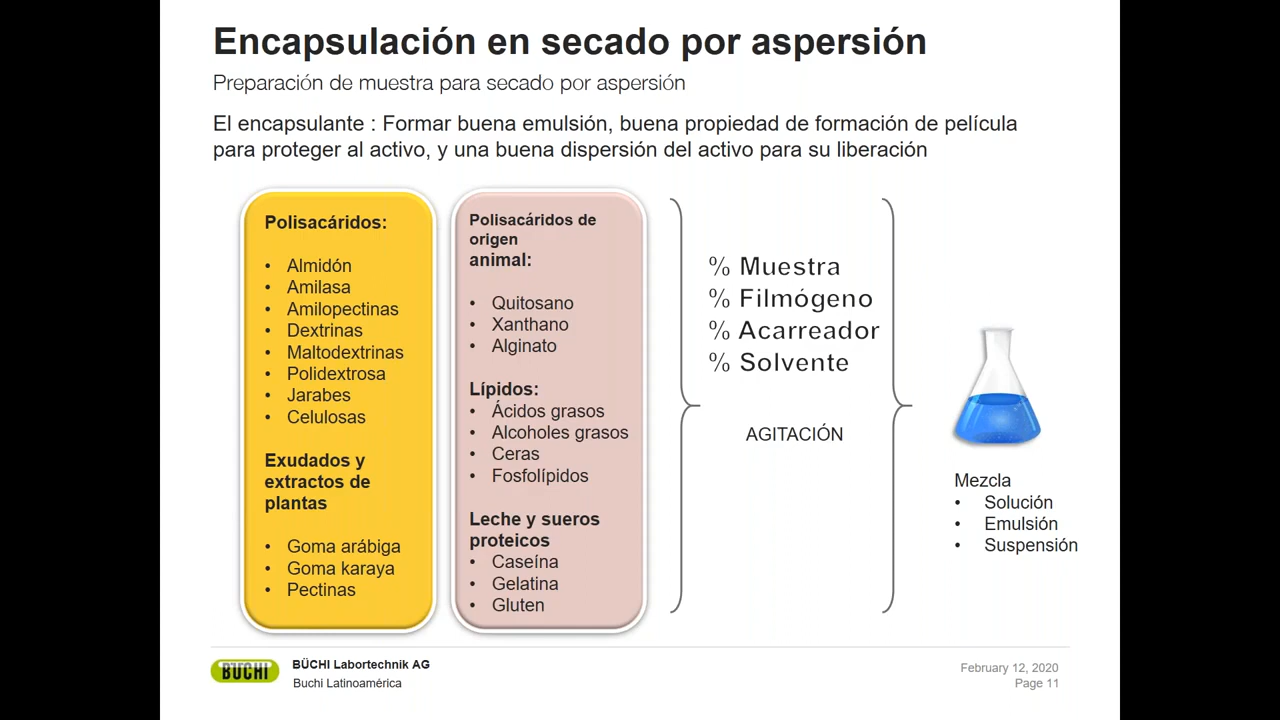 Encapsulación en secado por aspersión
Preparación de muestra para secado por aspersión
El encapsulante : Formar buena emulsión, buena propiedad de formación de película
para proteger al activo, y una buena dispersión del activo para su liberación
Polisacáridos:
• Almidón
• Amilasa
• Amilopectinas
• Dextrinas
• Maltodextrinas
• Polidextrosa
• Jarabes
• Celulosas
Exudados y
extractos de
plantas
• Goma arábiga
• Goma karaya
• Pectinas
Polisacáridos de
origen
animal:
• Quitosano
• Xanthano
• Alginato
Lípidos:
• Ácidos grasos
• Alcoholes grasos
• Ceras
• Fosfolípidos
Leche y sueros
proteicos
• Caseína
• Gelatina
• Gluten
% Muestra
% Filmógeno
% Acarreador
% Solvente
AGITACIÓN
Mezcla
• Solución
• Emulsión
• Suspensión
BÜCHI
BÜCHI Labortechnik AG
Buchi Latinoamérica
February 12, 2020
Page 11